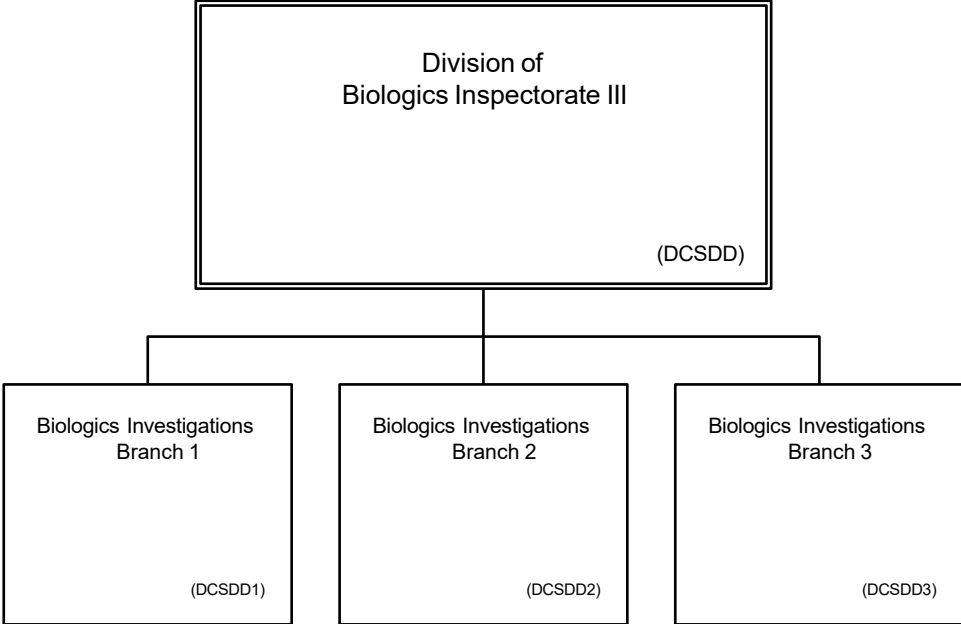 Division of
Biologics Inspectorate III
(DCSDD)
Biologics Investigations
Branch 1
(DCSDD1)
Biologics Investigations
Branch 2
(DCSDD2)
Biologics Investigations
Branch 3
(DCSDD3)